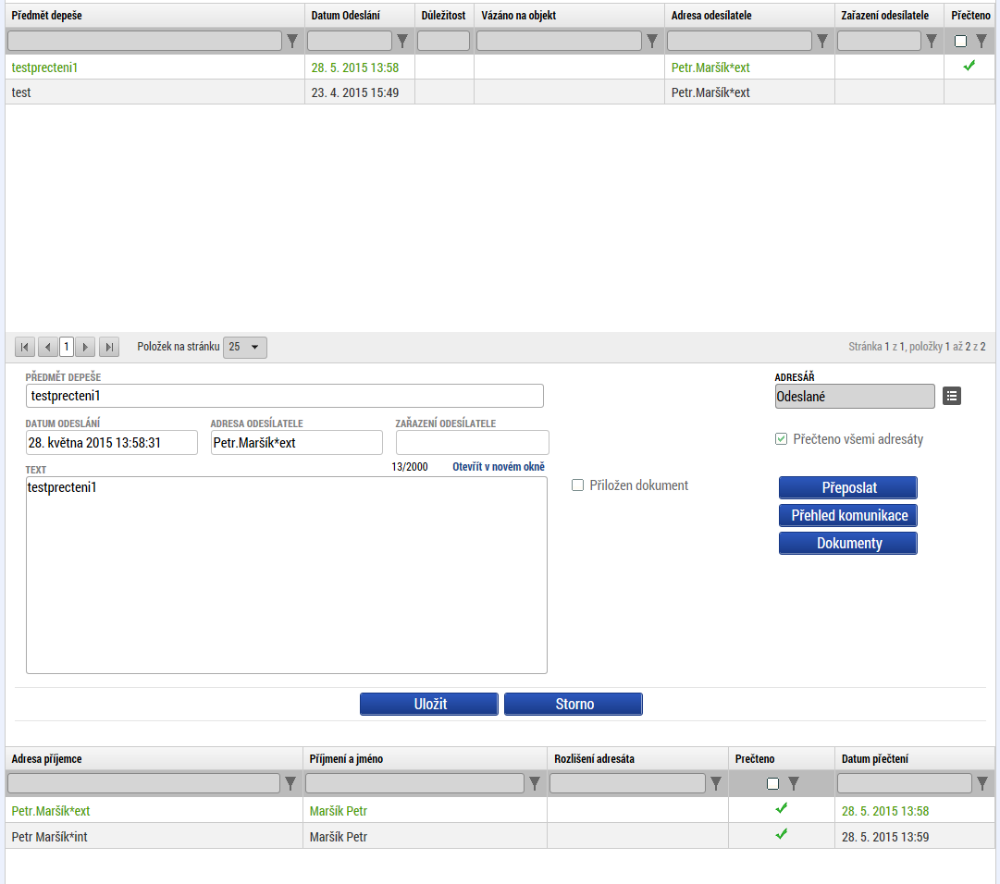 Předmět depeše Datum Odeslání Důležitost Vázáno na objekt Adresa odesílatele Zařazení odesílatele Přečteno
testprecteni1 28. 5. 2015 13:58 Petr.Maršík*ext
test 23. 4. 2015 15:49 Petr.Maršík*ext
1 Položek na stránku 25 Stránka 1 z 1, položky 1 až 2 z 2
PŘEDMĚT DEPEŠE ADRESÁŘ
testprecteni1 Odeslané
DATUM ODESLÁNÍ ADRESA ODESÍLATELE ZAŘAZENÍ ODESÍLATELE
28. května 2015 13:58:31 Petr.Maršík*ext Přečteno všemi adresáty
TEXT 13/2000 Otevřít v novém okně
testprecteni1 Přiložen dokument Přeposlat
Přehled komunikace
Dokumenty
Uložit Storno
Adresa příjemce Příjmení a jméno Rozlišení adresáta Prečteno Datum přečtení
Petr.Maršík*ext Maršík Petr 28. 5. 2015 13:58
Petr Maršík*int Maršík Petr 28. 5. 2015 13:59